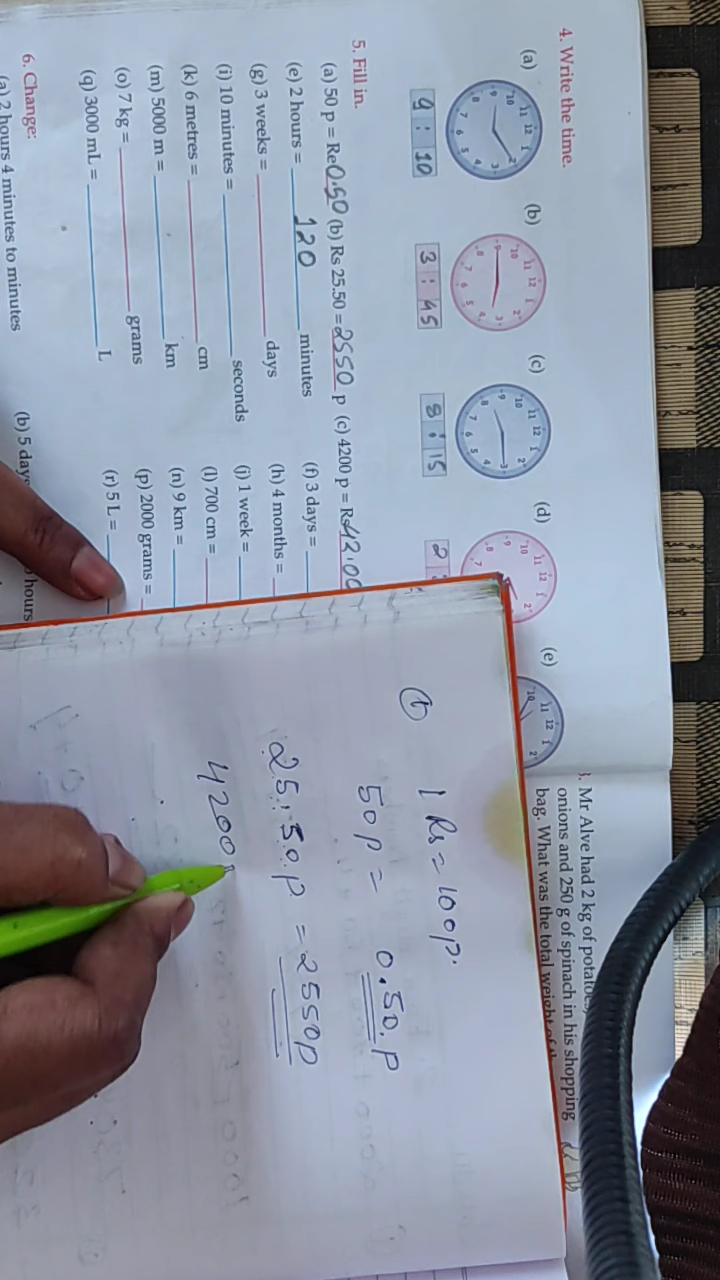 4. Write the time.
(a) (b) (c) (d) (e)
9 : 10 3 : 45 8 : 15 2 :
5. Fill in.
(a) 50 p = Re 0.50 (b) Rs 25.50 = 2550 p (c) 4200 p = Rs 42.00
(e) 2 hours = 120 minutes (f) 3 days =
(g) 3 weeks = days (h) 4 months =
(i) 10 minutes = seconds (j) 1 week =
(k) 6 metres = cm (l) 700 cm =
(m) 5000 m = km (n) 9 km =
(o) 7 kg = grams (p) 2000 grams =
(q) 3000 mL = L (r) 5 L =
6. Change:
(a) 2 hours 4 minutes to minutes (b) 5 days hours
3. Mr Alve had 2 kg of potatoes,
onions and 250 g of spinach in his shopping
bag. What was the total weight of the
1 Rs = 100p.
50p = 0.50.p
25.50.p = 2550p
4200